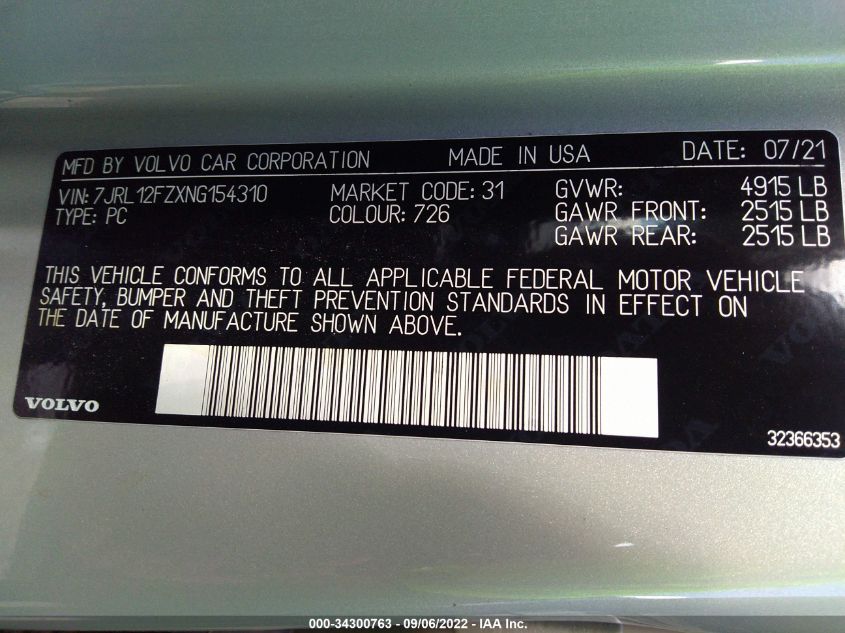 MFD BY VOLVO CAR CORPORATION MADE IN USA DATE: 07/21
VIN: 7JRL12FZXNG154310 MARKET CODE: 31 GVWR: 4915 LB
TYPE: PC COLOUR: 726 GAWR FRONT: 2515 LB
GAWR REAR: 2515 LB
THIS VEHICLE CONFORMS TO ALL APPLICABLE FEDERAL MOTOR VEHICLE
SAFETY, BUMPER AND THEFT PREVENTION STANDARDS IN EFFECT ON
THE DATE OF MANUFACTURE SHOWN ABOVE.
VOLVO
32366353
000-34300763 - 09/06/2022 - IAA Inc.